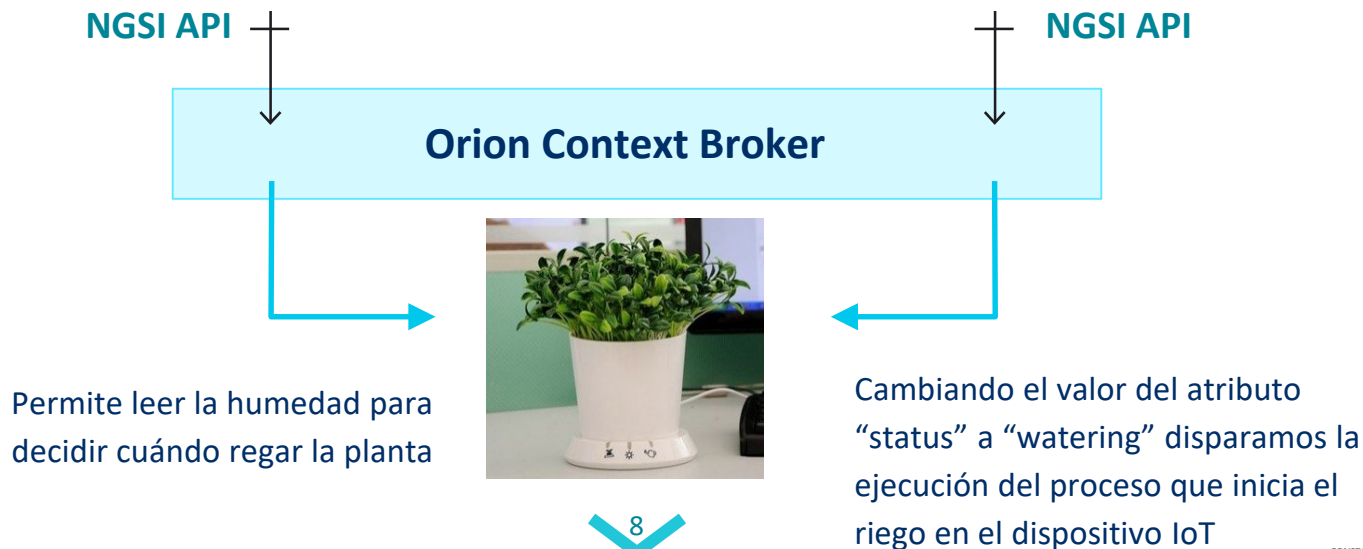 NGSI API
NGSI API
Orion Context Broker
Permite leer la humedad para
decidir cuándo regar la planta
Cambiando el valor del atributo
“status” a “watering” disparamos la
ejecución del proceso que inicia el
riego en el dispositivo IoT
8